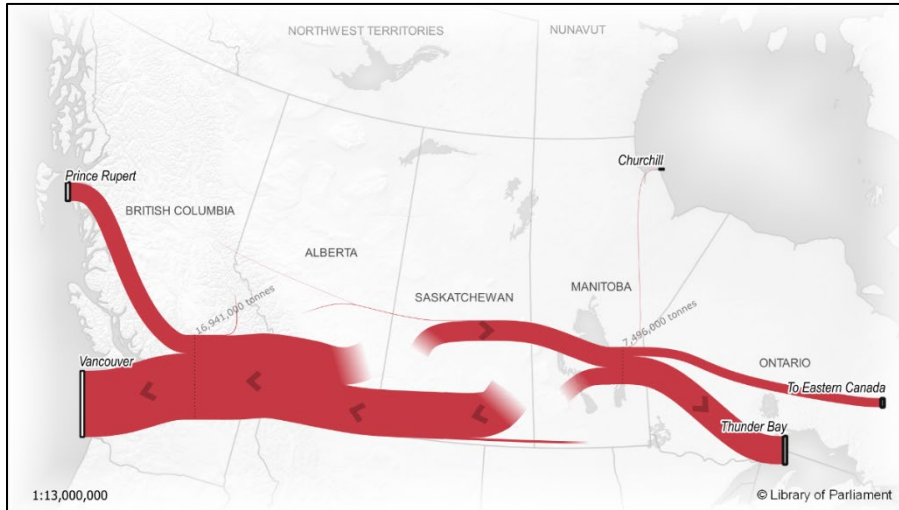 NORTHWEST TERRITORIES
NUNAVUT
Churchill
Prince Rupert
BRITISH COLUMBIA
ALBERTA
SASKATCHEWAN
MANITOBA
16,941,000 tonnes
7,496,000 tonnes
Vancouver
ONTARIO
To Eastern Canada
Thunder Bay
1:13,000,000
© Library of Parliament